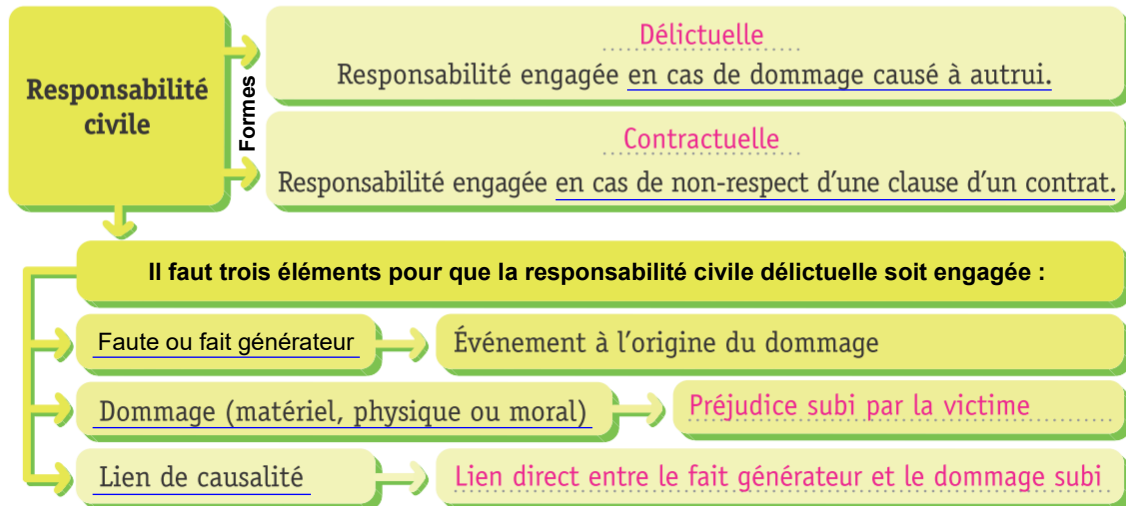 Responsabilité
civile
Formes
Délictuelle
Responsabilité engagée en cas de dommage causé à autrui.
Contractuelle
Responsabilité engagée en cas de non-respect d’une clause d’un contrat.
Il faut trois éléments pour que la responsabilité civile délictuelle soit engagée :
Faute ou fait générateur
Événement à l’origine du dommage
Dommage (matériel, physique ou moral)
Préjudice subi par la victime
Lien de causalité
Lien direct entre le fait générateur et le dommage subi